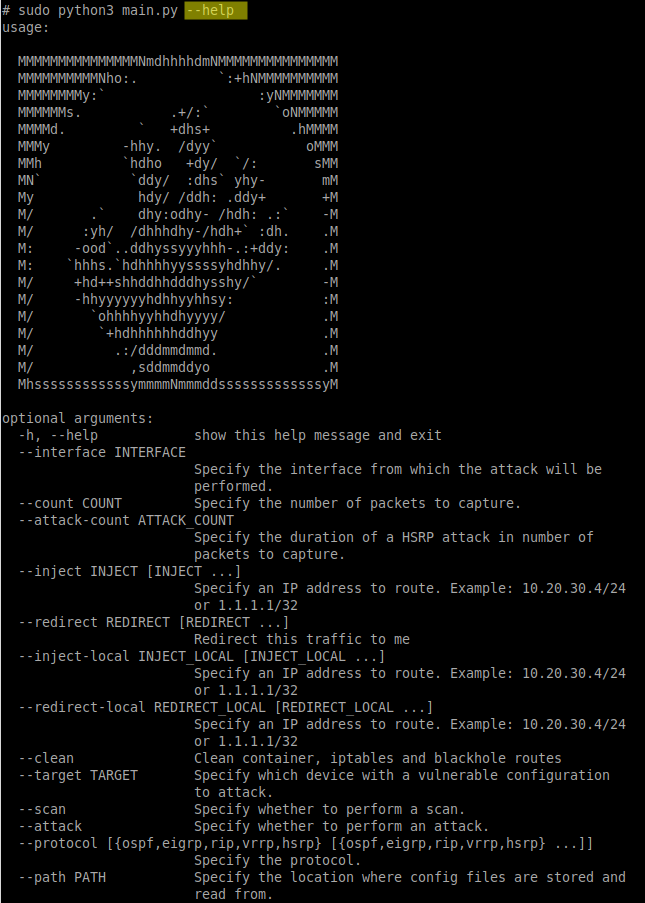 # sudo python3 main.py --help
usage:
  MMMMMMMMMMMMMMMNmdhhhhdmNMMMMMMMMMMMMMMM
  MMMMMMMMMMNho:.          `:+hNMMMMMMMMMM
  MMMMMMMMy:`                   :yNMMMMMMM
  MMMMMMs.           .+/:`        `oNMMMMM
  MMMMd.         `   +dhs+          .hMMMM
  MMMy         -hhy.  /dyy`           oMMM
  MMh          `hdho   +dy/  `/:       sMM
  MN`           `ddy/  :dhs` yhy-       mM
  My             hdy/ /ddh: .ddy+       +M
  M/       .`    dhy:odhy- /hdh: .:`    -M
  M/      :yh/  /dhhhdhy-/hdh+` :dh.    .M
  M:     -ood`..ddhyssyyyhhh-.:+ddy:    .M
  M:    `hhhs.`hdhhhhyyssssyhdhhy/.     .M
  M/     +hd++shhddhhdddhysshy/`        -M
  M/     -hhyyyyyyhdhhyyhhsy:           :M
  M/       `ohhhhyyhhdhyyyy/            .M
  M/        `+hdhhhhhhddhyy             .M
  M/          .:/dddmmdmmd.             .M
  M/            ,sddmmddyo              .M
  MhssssssssssssymmmmNmmmddsssssssssssssyM
optional arguments:
  -h, --help            show this help message and exit
  --interface INTERFACE
                        Specify the interface from which the attack will be
                        performed.
  --count COUNT         Specify the number of packets to capture.
  --attack-count ATTACK_COUNT
                        Specify the duration of a HSRP attack in number of
                        packets to capture.
  --inject INJECT [INJECT ...]
                        Specify an IP address to route. Example: 10.20.30.4/24
                        or 1.1.1.1/32
  --redirect REDIRECT [REDIRECT ...]
                        Redirect this traffic to me
  --inject-local INJECT_LOCAL [INJECT_LOCAL ...]
                        Specify an IP address to route. Example: 10.20.30.4/24
                        or 1.1.1.1/32
  --redirect-local REDIRECT_LOCAL [REDIRECT_LOCAL ...]
                        Specify an IP address to route. Example: 10.20.30.4/24
                        or 1.1.1.1/32
  --clean               Clean container, iptables and blackhole routes
  --target TARGET       Specify which device with a vulnerable configuration
                        to attack.
  --scan                Specify whether to perform a scan.
  --attack              Specify whether to perform an attack.
  --protocol [{ospf,eigrp,rip,vrrp,hsrp} [{ospf,eigrp,rip,vrrp,hsrp} ...]]
                        Specify the protocol.
  --path PATH           Specify the location where config files are stored and
                        read from.